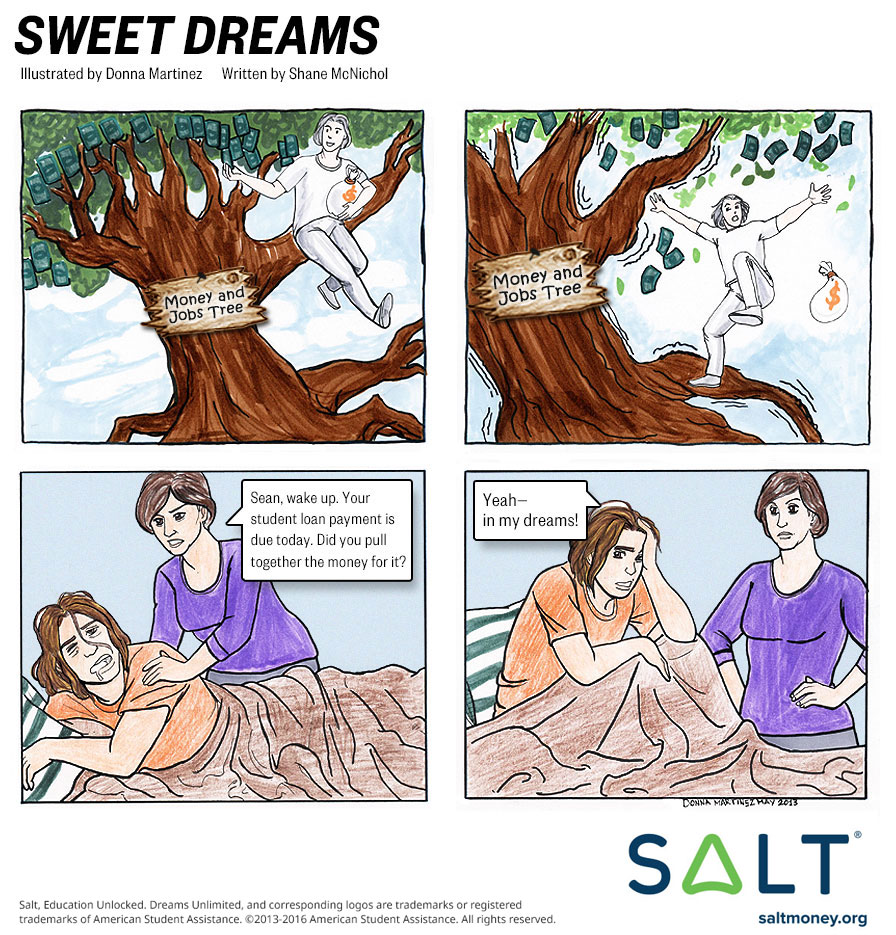 SWEET DREAMS
Illustrated by Donna Martinez Written by Shane McNichol
Money and
Jobs Tree
Money and
Jobs Tree
Sean, wake up. Your
student loan payment is
due today. Did you pull
together the money for it?
Yeah—
in my dreams!
DONNA MARTINEZ MAY 2013
SALT®
saltmoney.org
Salt, Education Unlocked. Dreams Unlimited, and corresponding logos are trademarks or registered
trademarks of American Student Assistance. ©2013-2016 American Student Assistance. All rights reserved.